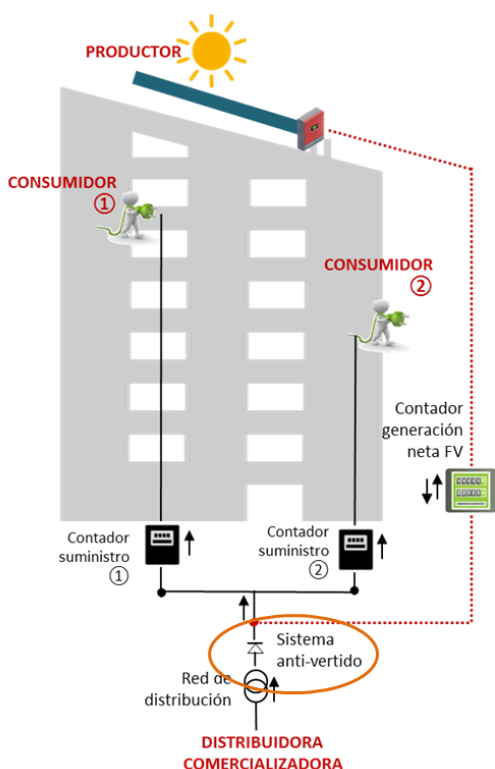 PRODUCTOR
CONSUMIDOR
①
CONSUMIDOR
②
Contador
generación
neta FV
Contador
suministro
①
Contador
suministro
②
Sistema
anti-vertido
Red de
distribución
DISTRIBUIDORA
COMERCIALIZADORA